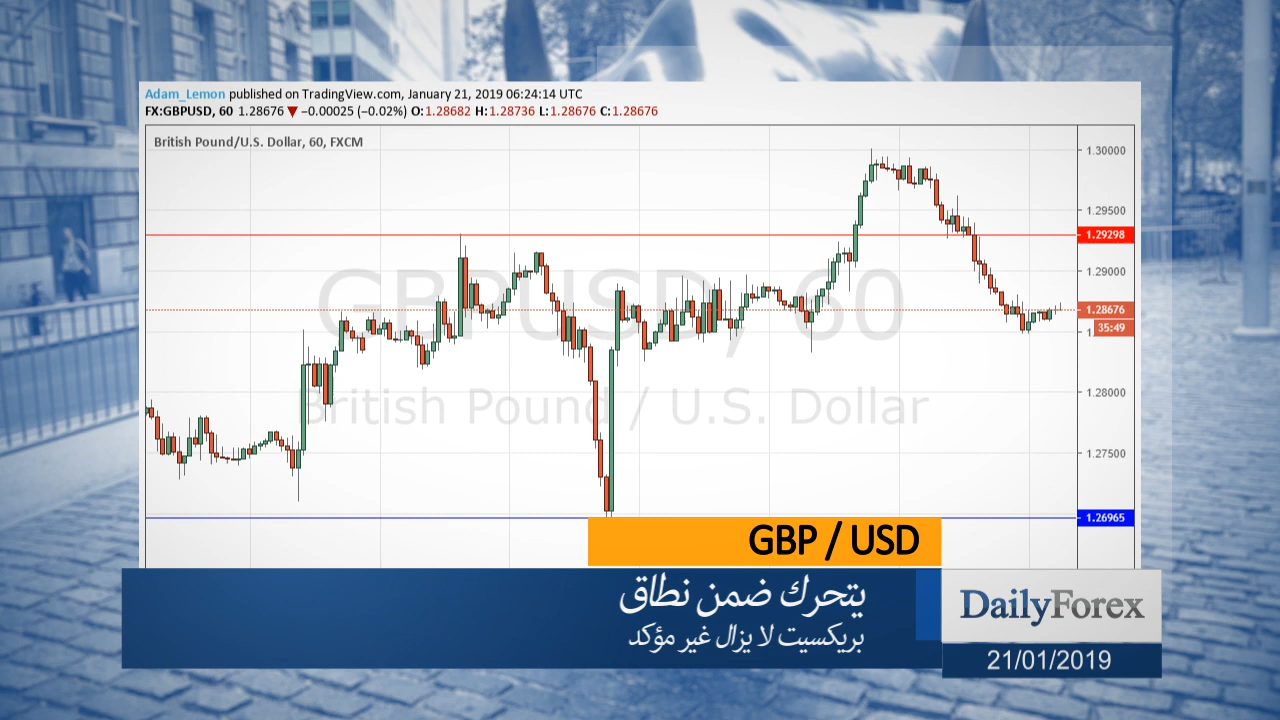 Adam_Lemon published on TradingView.com, January 21, 2019 06:24:14 UTC
FX:GBPUSD, 60 1.28676 ▼ −0.00025 (−0.02%) O:1.28682 H:1.28736 L:1.28676 C:1.28676
British Pound/U.S. Dollar, 60, FXCM
1.30000
1.29500
1.29298
1.29000
GBPUSD, 60
1.28676
35:49
British Pound / U.S. Dollar
1.28000
1.27500
1.26965
GBP / USD
يتحرك ضمن نطاق
بريكسيت لا يزال غير مؤكد
DailyForex
21/01/2019